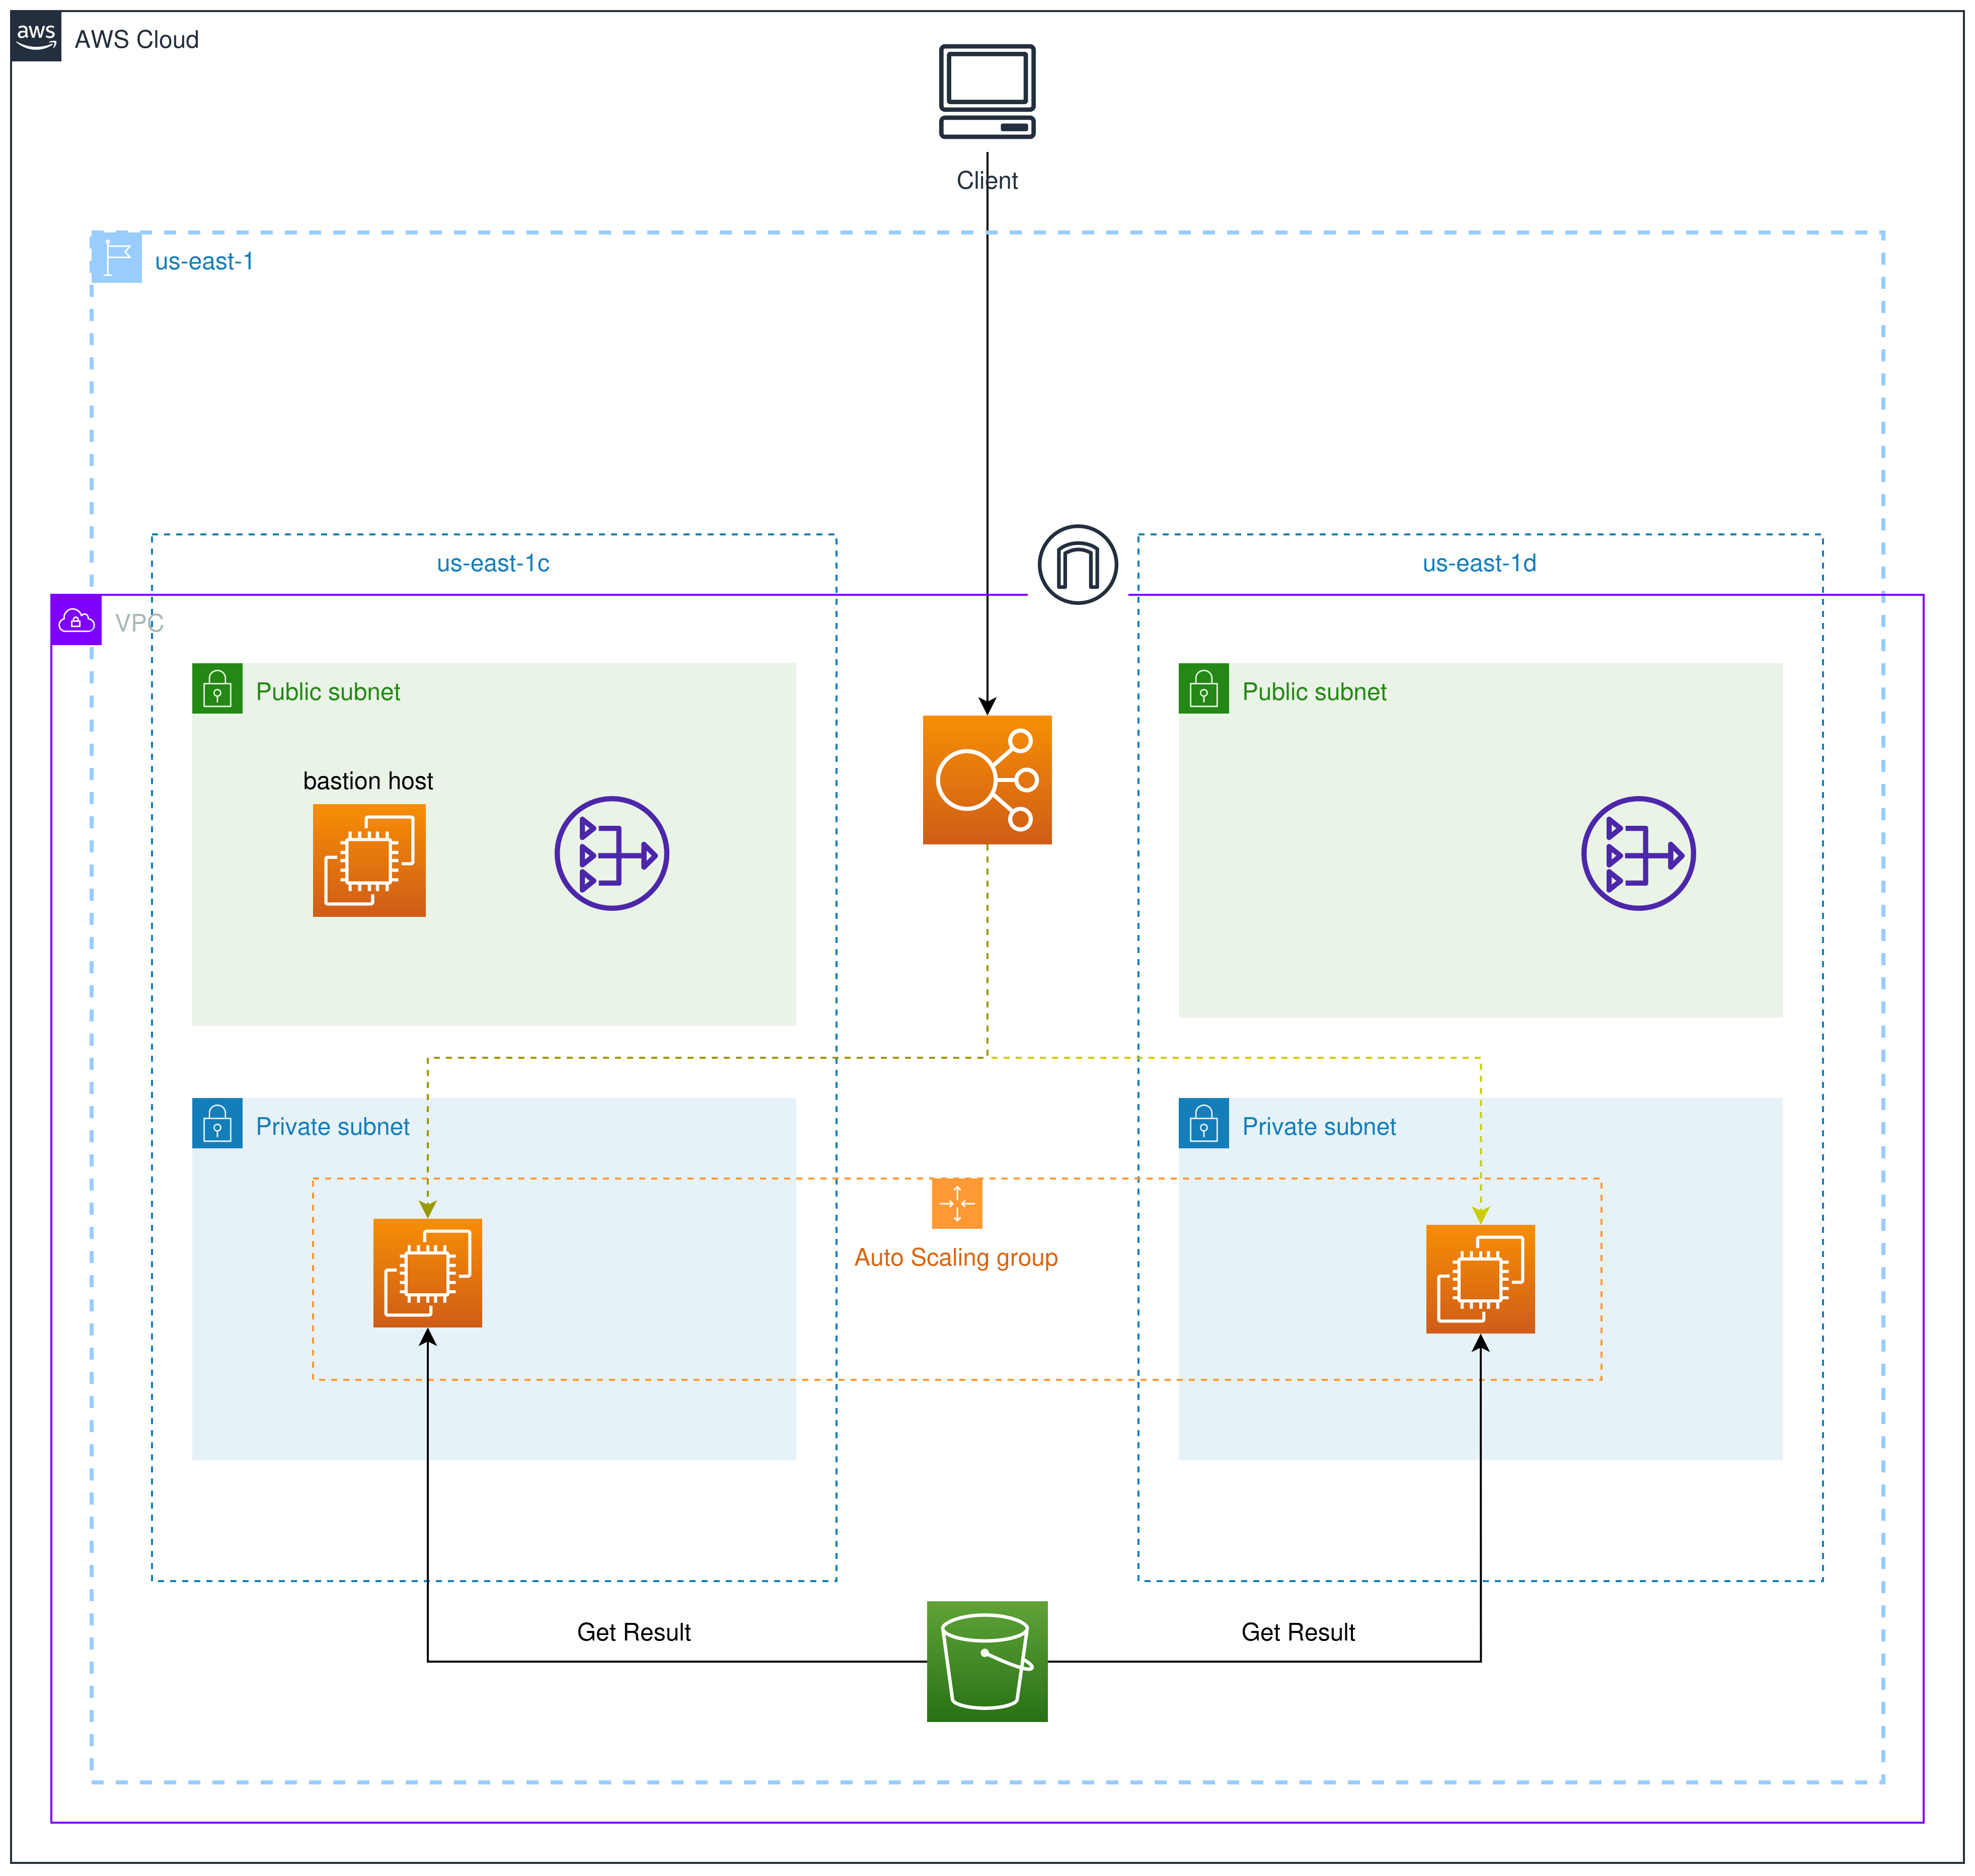 aws
AWS Cloud
Client
us-east-1
us-east-1c
us-east-1d
VPC
Public subnet
Public subnet
bastion host
Private subnet
Private subnet
Auto Scaling group
Get Result
Get Result